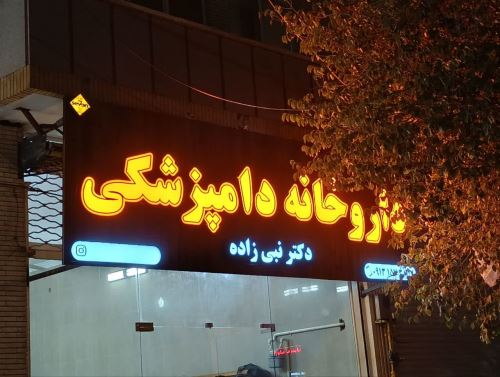 داروخانه دامپزشکی
دکتر نبی زاده